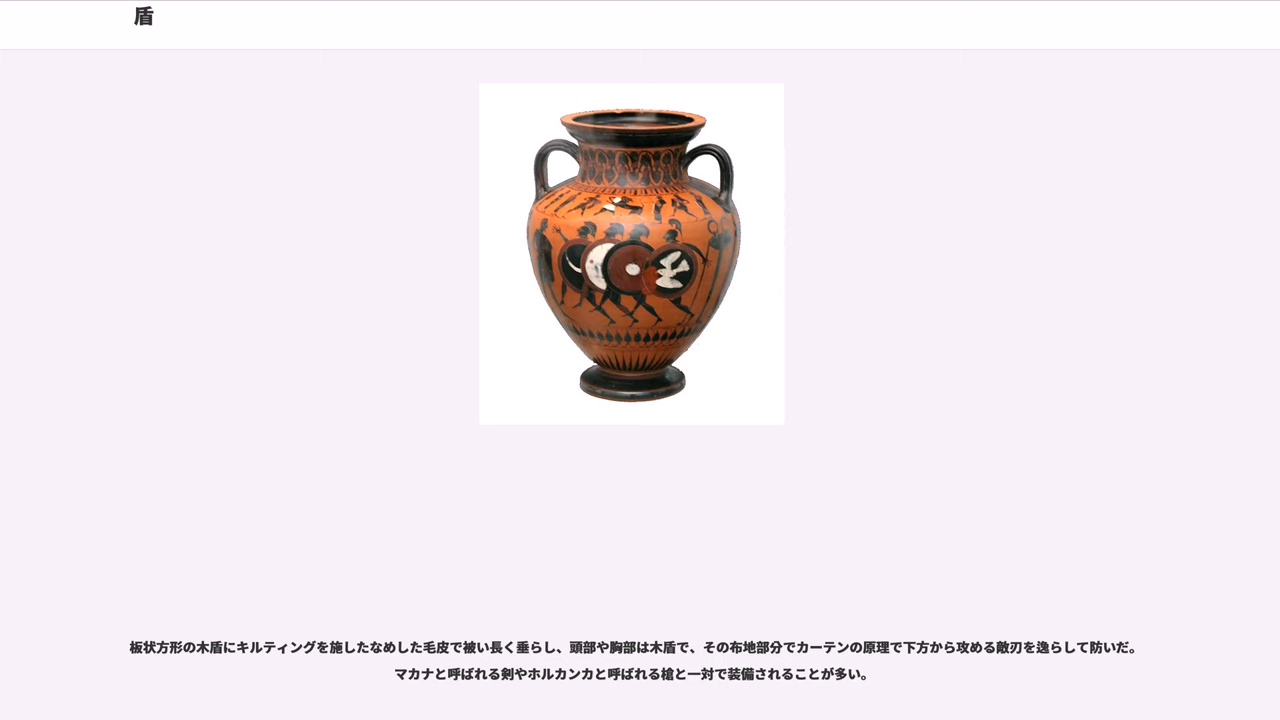 盾
板状方形の木盾にキルティングを施したなめした毛皮で被い長く垂らし、頭部や胸部は木盾で、その布地部分でカーテンの原理で下方から攻める敵刃を逸らして防いだ。
マカナと呼ばれる剣やホルカンカと呼ばれる槍と一対で装備されることが多い。